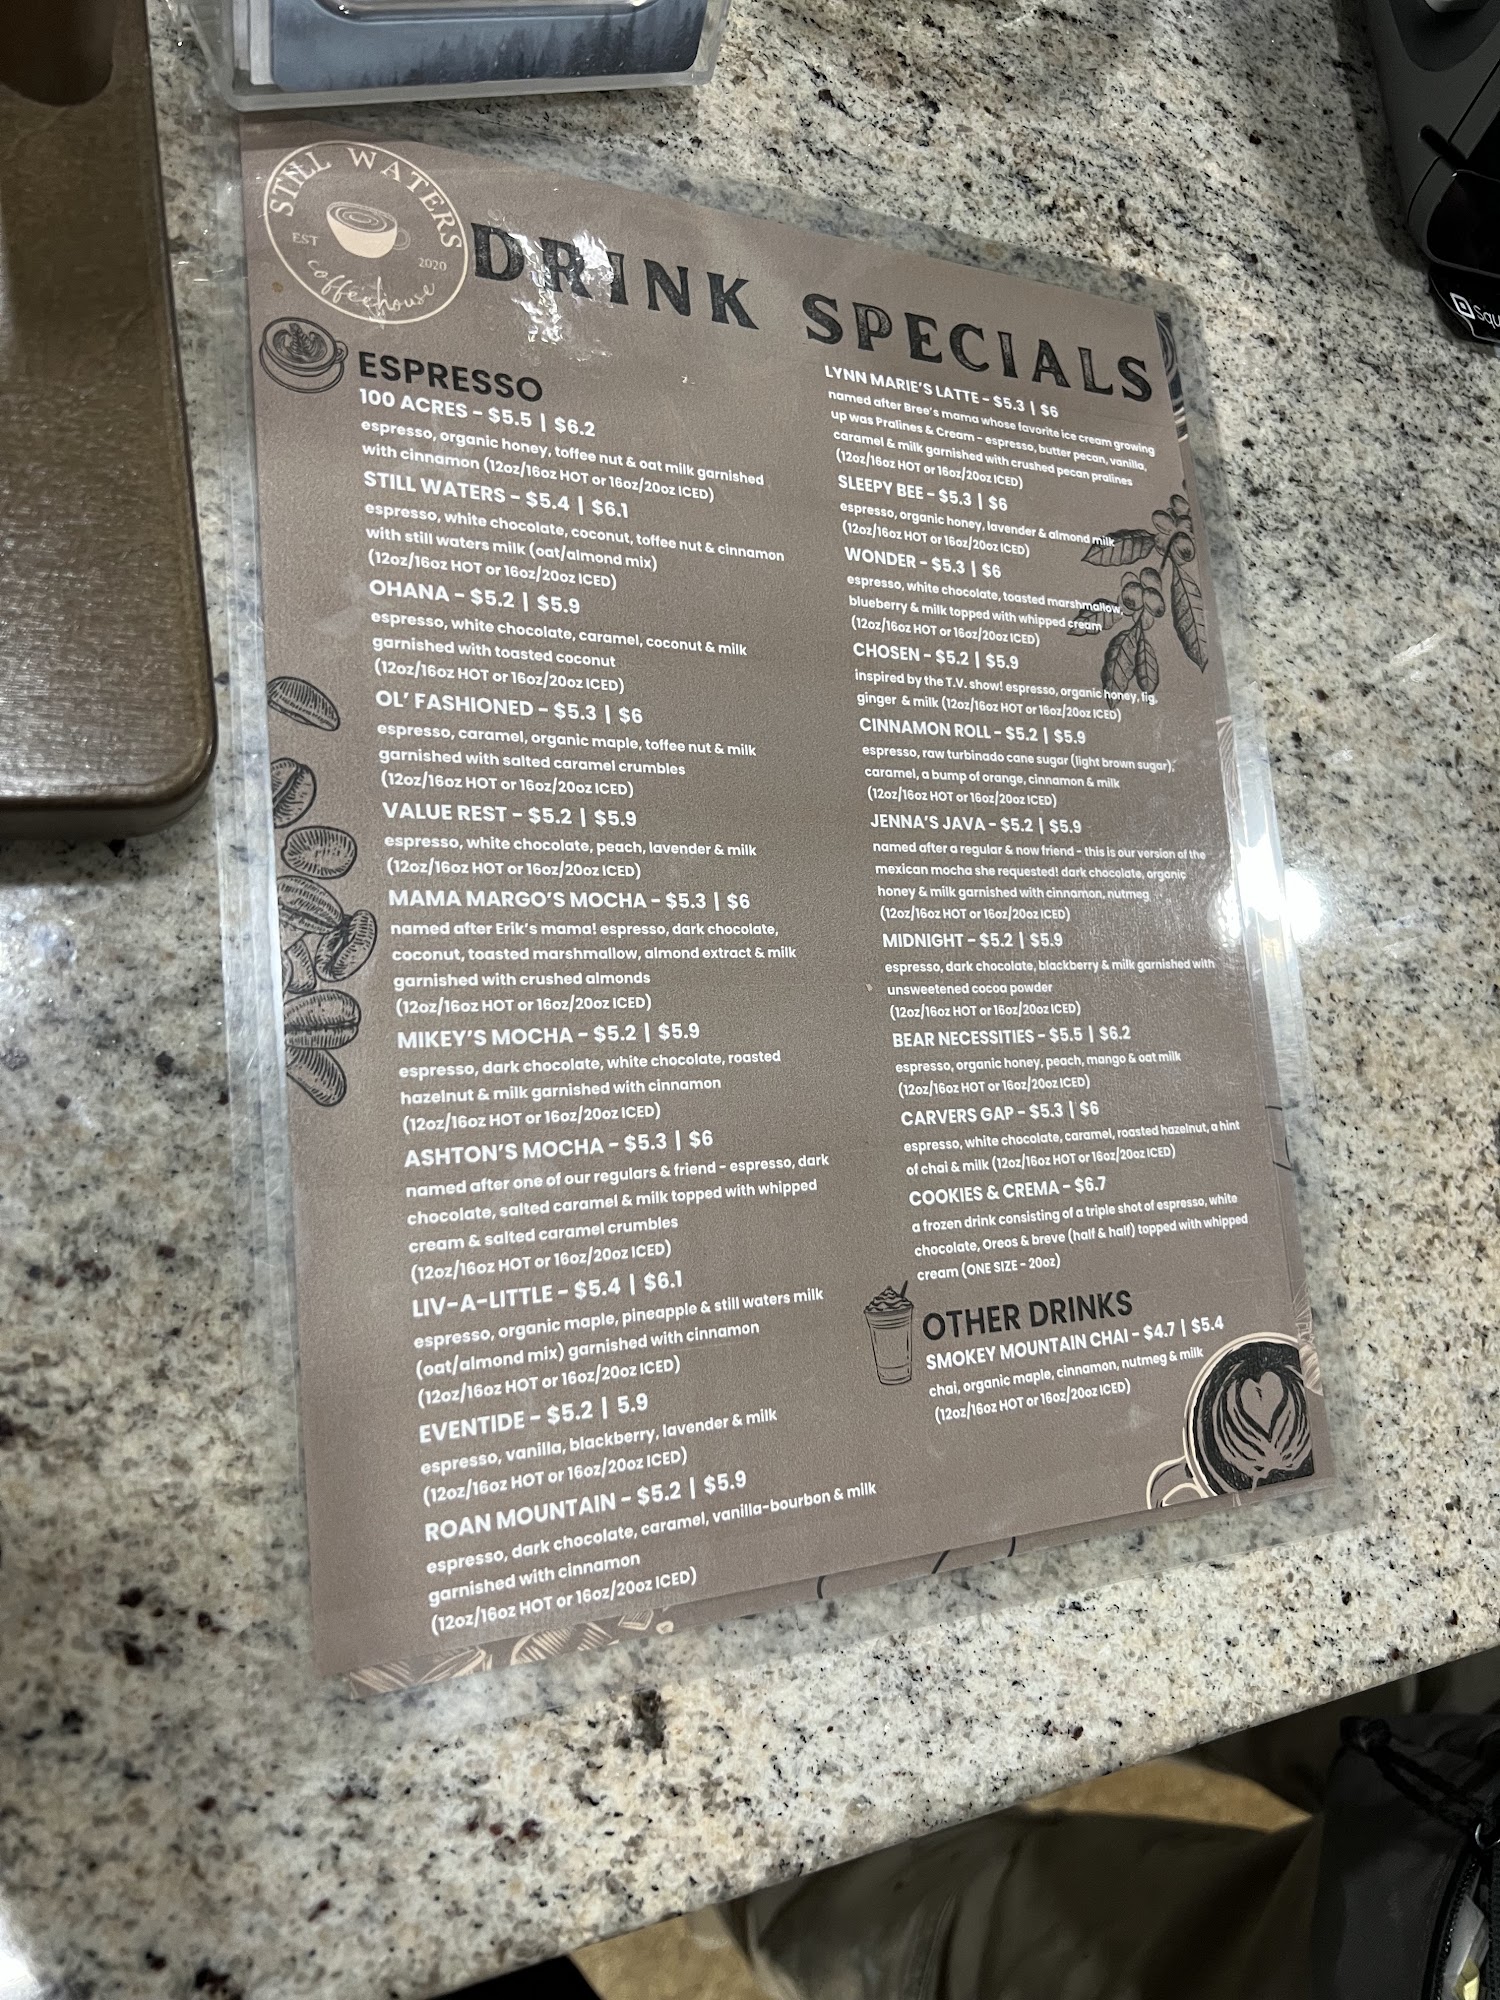 STILL WATERS
EST 2020
coffeehouse
DRINK SPECIALS
ESPRESSO
100 ACRES - $5.5 | $6.2
espresso, organic honey, toffee nut & oat milk garnished
with cinnamon (12oz/16oz HOT or 16oz/20oz ICED)
STILL WATERS - $5.4 | $6.1
espresso, white chocolate, coconut, toffee nut & cinnamon
with still waters milk (oat/almond mix)
(12oz/16oz HOT or 16oz/20oz ICED)
OHANA - $5.2 | $5.9
espresso, white chocolate, caramel, coconut & milk
garnished with toasted coconut
(12oz/16oz HOT or 16oz/20oz ICED)
OL' FASHIONED - $5.3 | $6
espresso, caramel, organic maple, toffee nut & milk
garnished with salted caramel crumbles
(12oz/16oz HOT or 16oz/20oz ICED)
VALUE REST - $5.2 | $5.9
espresso, white chocolate, peach, lavender & milk
(12oz/16oz HOT or 16oz/20oz ICED)
MAMA MARGO'S MOCHA - $5.3 | $6
named after Erik's mama! espresso, dark chocolate,
coconut, toasted marshmallow, almond extract & milk
garnished with crushed almonds
(12oz/16oz HOT or 16oz/20oz ICED)
MIKEY'S MOCHA - $5.2 | $5.9
espresso, dark chocolate, white chocolate, roasted
hazelnut & milk garnished with cinnamon
(12oz/16oz HOT or 16oz/20oz ICED)
ASHTON'S MOCHA - $5.3 | $6
named after one of our regulars & friend - espresso, dark
chocolate, salted caramel & milk topped with whipped
cream & salted caramel crumbles
(12oz/16oz HOT or 16oz/20oz ICED)
LIV-A-LITTLE - $5.4 | $6.1
espresso, organic maple, pineapple & still waters milk
(oat/almond mix) garnished with cinnamon
(12oz/16oz HOT or 16oz/20oz ICED)
EVENTIDE - $5.2 | 5.9
espresso, vanilla, blackberry, lavender & milk
(12oz/16oz HOT or 16oz/20oz ICED)
ROAN MOUNTAIN - $5.2 | $5.9
espresso, dark chocolate, caramel, vanilla-bourbon & milk
garnished with cinnamon
(12oz/16oz HOT or 16oz/20oz ICED)
LYNN MARIE'S LATTE - $5.3 | $6
named after Bree's mama whose favorite ice cream growing
up was Pralines & Cream - espresso, butter pecan, vanilla,
caramel & milk garnished with crushed pecan pralines
(12oz/16oz HOT or 16oz/20oz ICED)
SLEEPY BEE - $5.3 | $6
espresso, organic honey, lavender & almond milk
(12oz/16oz HOT or 16oz/20oz ICED)
WONDER - $5.3 | $6
espresso, white chocolate, toasted marshmallow,
blueberry & milk topped with whipped cream
(12oz/16oz HOT or 16oz/20oz ICED)
CHOSEN - $5.2 | $5.9
inspired by the T.V. show! espresso, organic honey, fig,
ginger & milk (12oz/16oz HOT or 16oz/20oz ICED)
CINNAMON ROLL - $5.2 | $5.9
espresso, raw turbinado cane sugar (light brown sugar),
caramel, a bump of orange, cinnamon & milk
(12oz/16oz HOT or 16oz/20oz ICED)
JENNA'S JAVA - $5.2 | $5.9
named after a regular & now friend - this is our version of the
mexican mocha she requested! dark chocolate, organic
honey & milk garnished with cinnamon, nutmeg
(12oz/16oz HOT or 16oz/20oz ICED)
MIDNIGHT - $5.2 | $5.9
espresso, dark chocolate, blackberry & milk garnished with
unsweetened cocoa powder
(12oz/16oz HOT or 16oz/20oz ICED)
BEAR NECESSITIES - $5.5 | $6.2
espresso, organic honey, peach, mango & oat milk
(12oz/16oz HOT or 16oz/20oz ICED)
CARVERS GAP - $5.3 | $6
espresso, white chocolate, caramel, roasted hazelnut, a hint
of chai & milk (12oz/16oz HOT or 16oz/20oz ICED)
COOKIES & CREMA - $6.7
a frozen drink consisting of a triple shot of espresso, white
chocolate, Oreos & breve (half & half) topped with whipped
cream (ONE SIZE - 20oz)
OTHER DRINKS
SMOKEY MOUNTAIN CHAI - $4.7 | $5.4
chai, organic maple, cinnamon, nutmeg & milk
(12oz/16oz HOT or 16oz/20oz ICED)
Squ